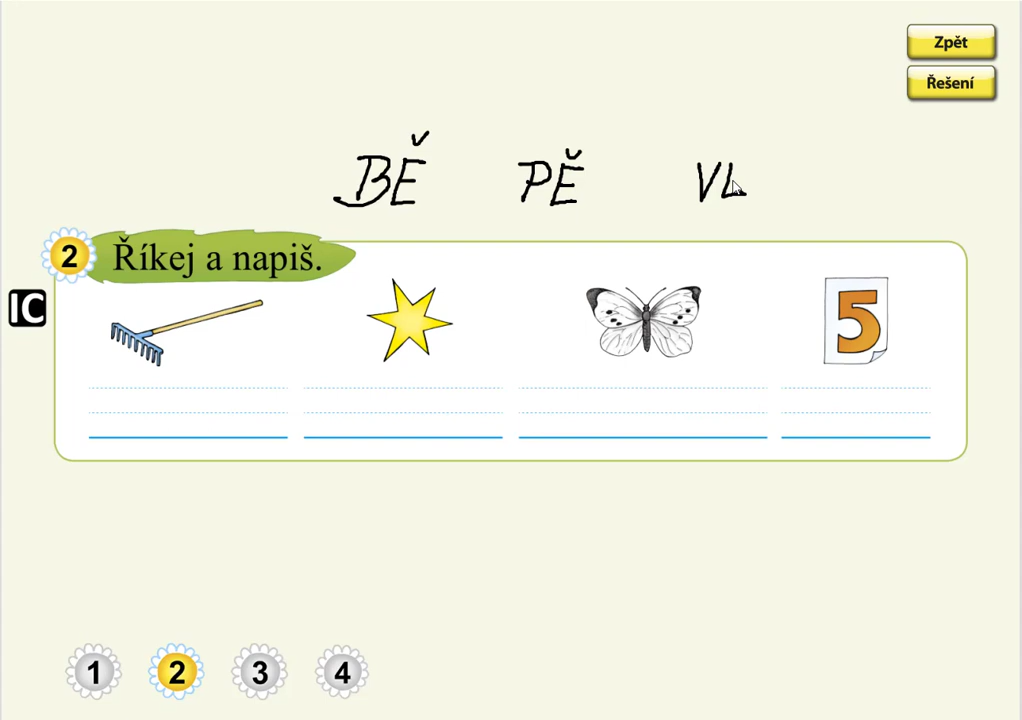 Zpět
Řešení
BĚ PĚ VL
2 Říkej a napiš.
IC
5
1 2 3 4